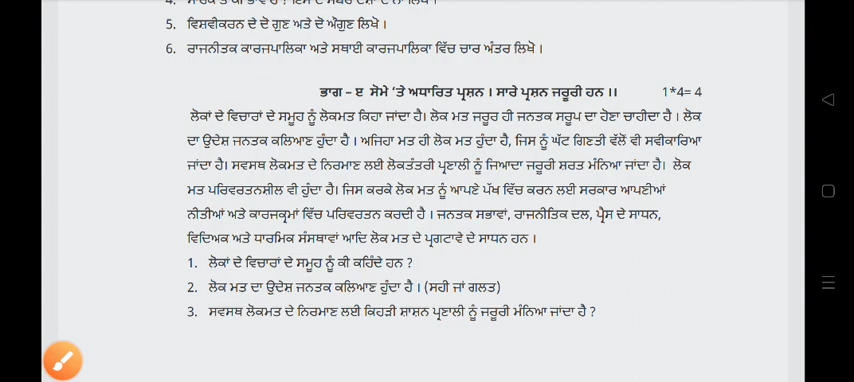 5. ਵਿਸ਼ਵੀਕਰਨ ਦੇ ਦੋ ਗੁਣ ਅਤੇ ਦੋ ਔਗੁਣ ਲਿਖੋ ।
6. ਰਾਜਨੀਤਕ ਕਾਰਜਪਾਲਿਕਾ ਅਤੇ ਸਥਾਈ ਕਾਰਜਪਾਲਿਕਾ ਵਿੱਚ ਚਾਰ ਅੰਤਰ ਲਿਖੋ ।
ਭਾਗ – ੲ ਸੋਮੇ ’ਤੇ ਅਧਾਰਿਤ ਪ੍ਰਸ਼ਨ । ਸਾਰੇ ਪ੍ਰਸ਼ਨ ਜਰੂਰੀ ਹਨ ।। 1*4= 4
ਲੋਕਾਂ ਦੇ ਵਿਚਾਰਾਂ ਦੇ ਸਮੂਹ ਨੂੰ ਲੋਕਮਤ ਕਿਹਾ ਜਾਂਦਾ ਹੈ। ਲੋਕ ਮਤ ਜਰੂਰ ਹੀ ਜਨਤਕ ਸਰੂਪ ਦਾ ਹੋਣਾ ਚਾਹੀਦਾ ਹੈ । ਲੋਕ
ਦਾ ਉਦੇਸ਼ ਜਨਤਕ ਕਲਿਆਣ ਹੁੰਦਾ ਹੈ । ਅਜਿਹਾ ਮਤ ਹੀ ਲੋਕ ਮਤ ਹੁੰਦਾ ਹੈ, ਜਿਸ ਨੂੰ ਘੱਟ ਗਿਣਤੀ ਵੱਲੋਂ ਵੀ ਸਵੀਕਾਰਿਆ
ਜਾਂਦਾ ਹੈ। ਸਵਸਥ ਲੋਕਮਤ ਦੇ ਨਿਰਮਾਣ ਲਈ ਲੋਕਤੰਤਰੀ ਪ੍ਰਣਾਲੀ ਨੂੰ ਜਿਆਦਾ ਜਰੂਰੀ ਸ਼ਰਤ ਮੰਨਿਆ ਜਾਂਦਾ ਹੈ। ਲੋਕ
ਮਤ ਪਰਿਵਰਤਨਸ਼ੀਲ ਵੀ ਹੁੰਦਾ ਹੈ। ਜਿਸ ਕਰਕੇ ਲੋਕ ਮਤ ਨੂੰ ਆਪਣੇ ਪੱਖ ਵਿੱਚ ਕਰਨ ਲਈ ਸਰਕਾਰ ਆਪਣੀਆਂ
ਨੀਤੀਆਂ ਅਤੇ ਕਾਰਜਕ੍ਰਮਾਂ ਵਿੱਚ ਪਰਿਵਰਤਨ ਕਰਦੀ ਹੈ । ਜਨਤਕ ਸਭਾਵਾਂ, ਰਾਜਨੀਤਿਕ ਦਲ, ਪ੍ਰੈਸ ਦੇ ਸਾਧਨ,
ਵਿਦਿਅਕ ਅਤੇ ਧਾਰਮਿਕ ਸੰਸਥਾਵਾਂ ਆਦਿ ਲੋਕ ਮਤ ਦੇ ਪ੍ਰਗਟਾਵੇ ਦੇ ਸਾਧਨ ਹਨ ।
1. ਲੋਕਾਂ ਦੇ ਵਿਚਾਰਾਂ ਦੇ ਸਮੂਹ ਨੂੰ ਕੀ ਕਹਿੰਦੇ ਹਨ ?
2. ਲੋਕ ਮਤ ਦਾ ਉਦੇਸ਼ ਜਨਤਕ ਕਲਿਆਣ ਹੁੰਦਾ ਹੈ । (ਸਹੀ ਜਾਂ ਗਲਤ)
3. ਸਵਸਥ ਲੋਕਮਤ ਦੇ ਨਿਰਮਾਣ ਲਈ ਕਿਹੜੀ ਸ਼ਾਸ਼ਨ ਪ੍ਰਣਾਲੀ ਨੂੰ ਜਰੂਰੀ ਮੰਨਿਆ ਜਾਂਦਾ ਹੈ ?